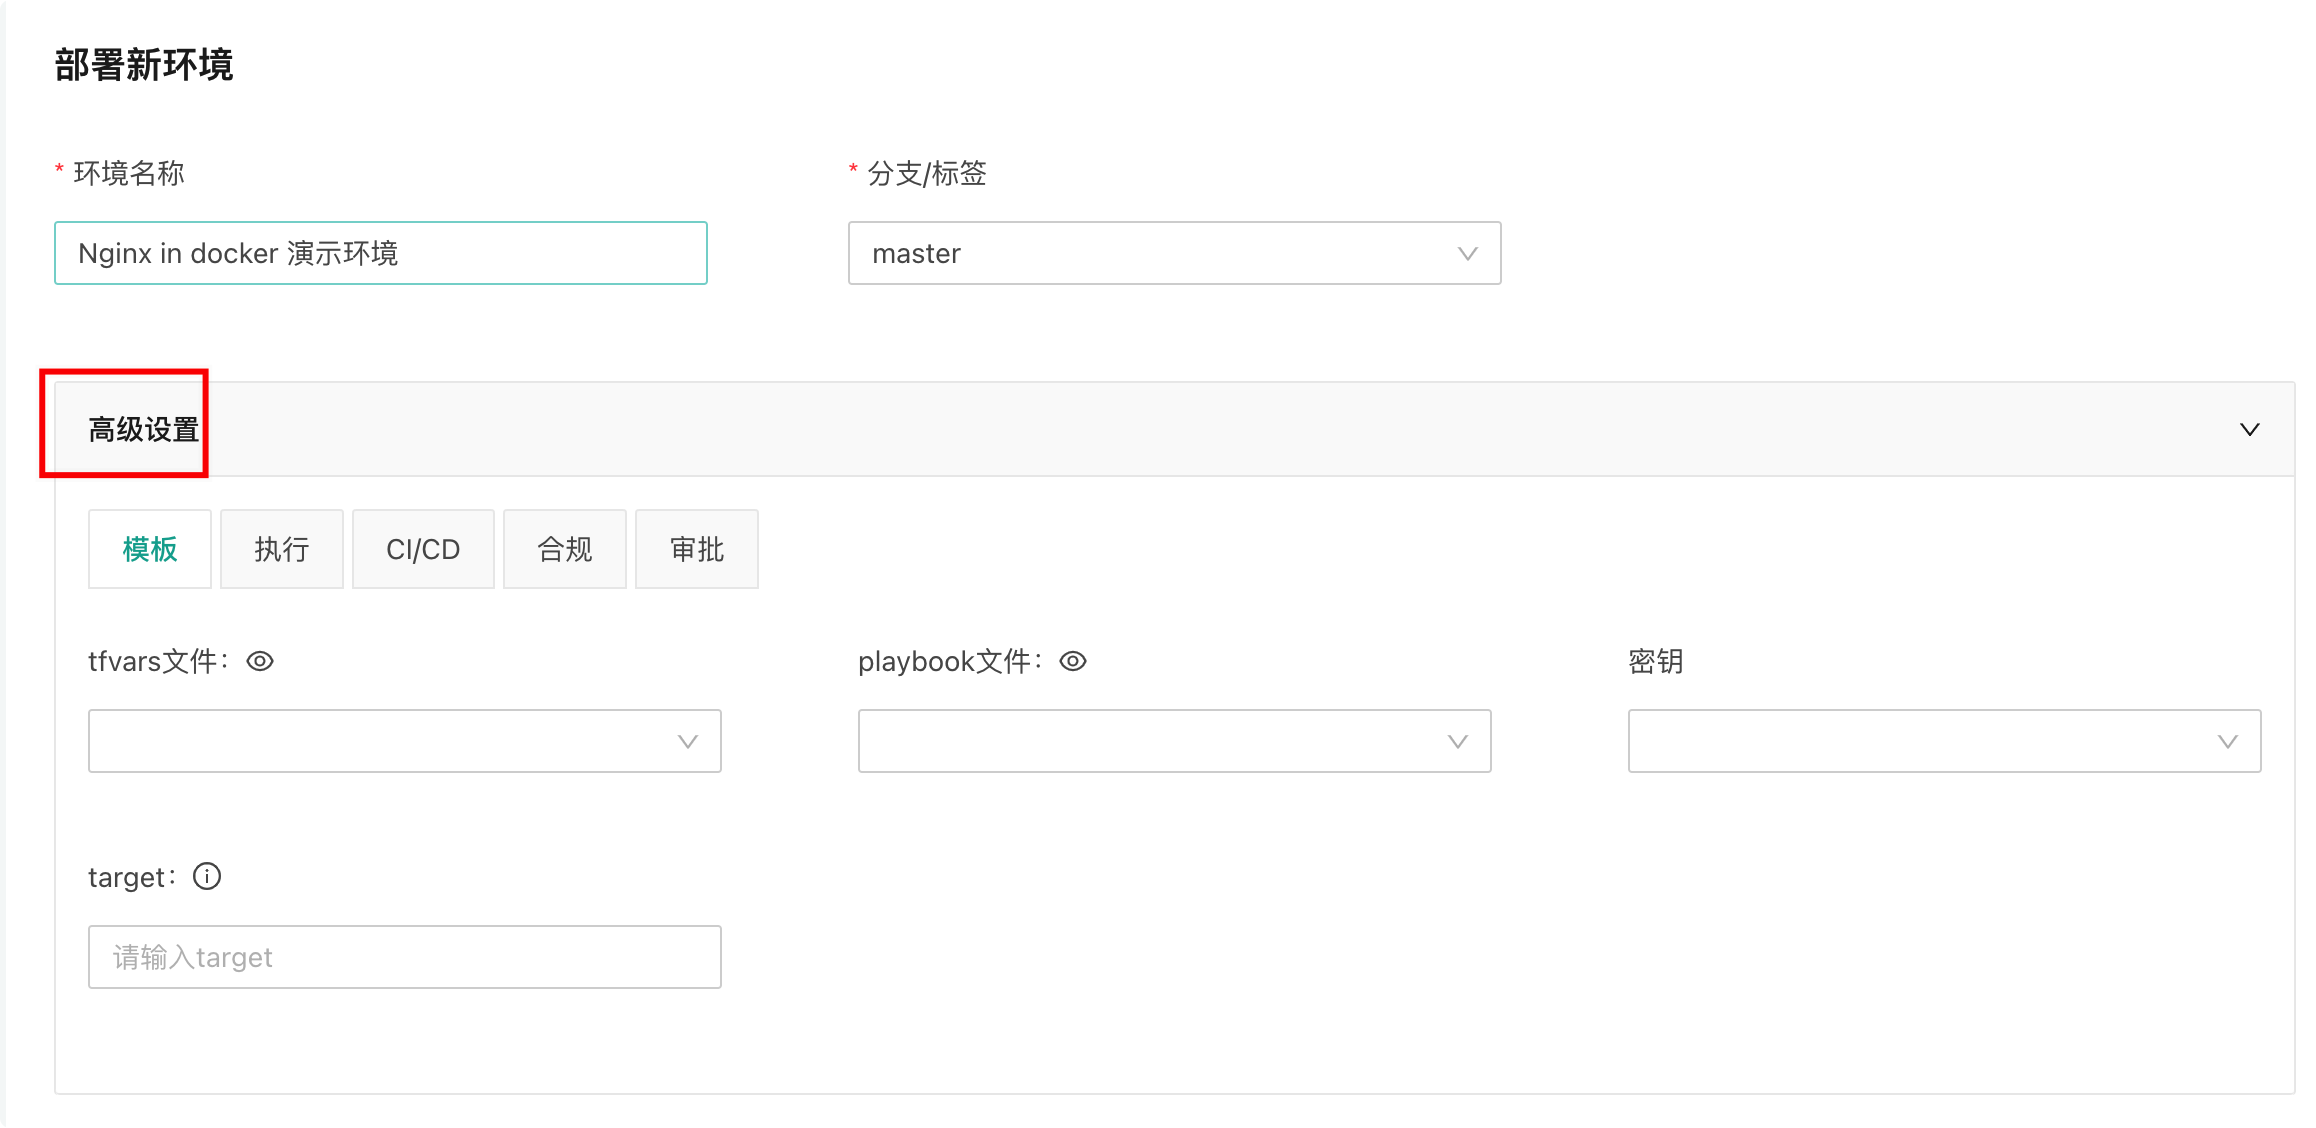 部署新环境
* 环境名称
* 分支/标签
Nginx in docker 演示环境
master
高级设置
模板
执行
CI/CD
合规
审批
tfvars文件：
playbook文件：
密钥
target：
请输入target